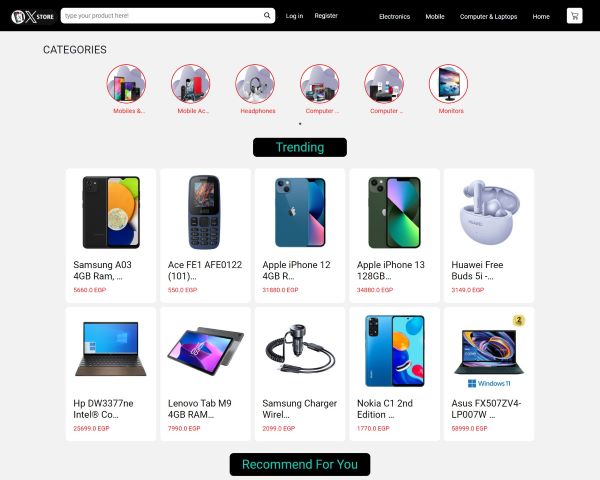 X STORE
type your product here!
Log in
Register
Electronics
Mobile
Computer & Laptops
Home
CATEGORIES
Mobiles &...
Mobile Ac...
Headphones
Computer ...
Computer ...
Monitors
Trending
Samsung A03
4GB Ram, ...
5660.0 EGP
Ace FE1 AFE0122
(101)...
550.0 EGP
Apple iPhone 12
4GB R...
31880.0 EGP
Apple iPhone 13
128GB...
34880.0 EGP
HUAWEI
Huawei Free
Buds 5i -...
3149.0 EGP
Hp DW3377ne
Intel® Co...
25699.0 EGP
Lenovo Tab M9
4GB RAM...
7990.0 EGP
Samsung Charger
Wirel...
2099.0 EGP
Nokia C1 2nd
Edition ...
1770.0 EGP
2
Windows 11
Asus FX507ZV4-
LP007W ...
58999.0 EGP
Recommend For You